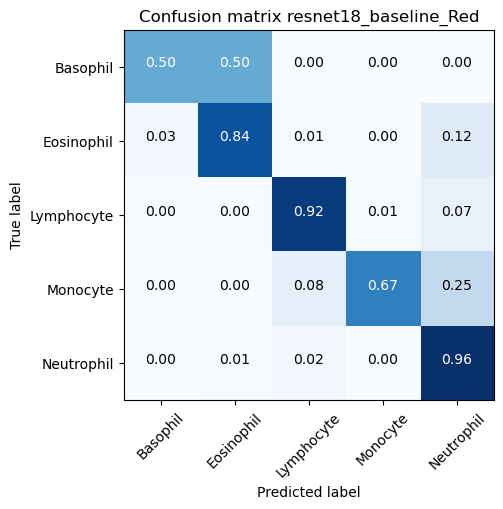 Confusion matrix resnet18_baseline_Red
True label
Basophil 0.50 0.50 0.00 0.00 0.00
Eosinophil 0.03 0.84 0.01 0.00 0.12
Lymphocyte 0.00 0.00 0.92 0.01 0.07
Monocyte 0.00 0.00 0.08 0.67 0.25
Neutrophil 0.00 0.01 0.02 0.00 0.96
Basophil Eosinophil Lymphocyte Monocyte Neutrophil
Predicted label